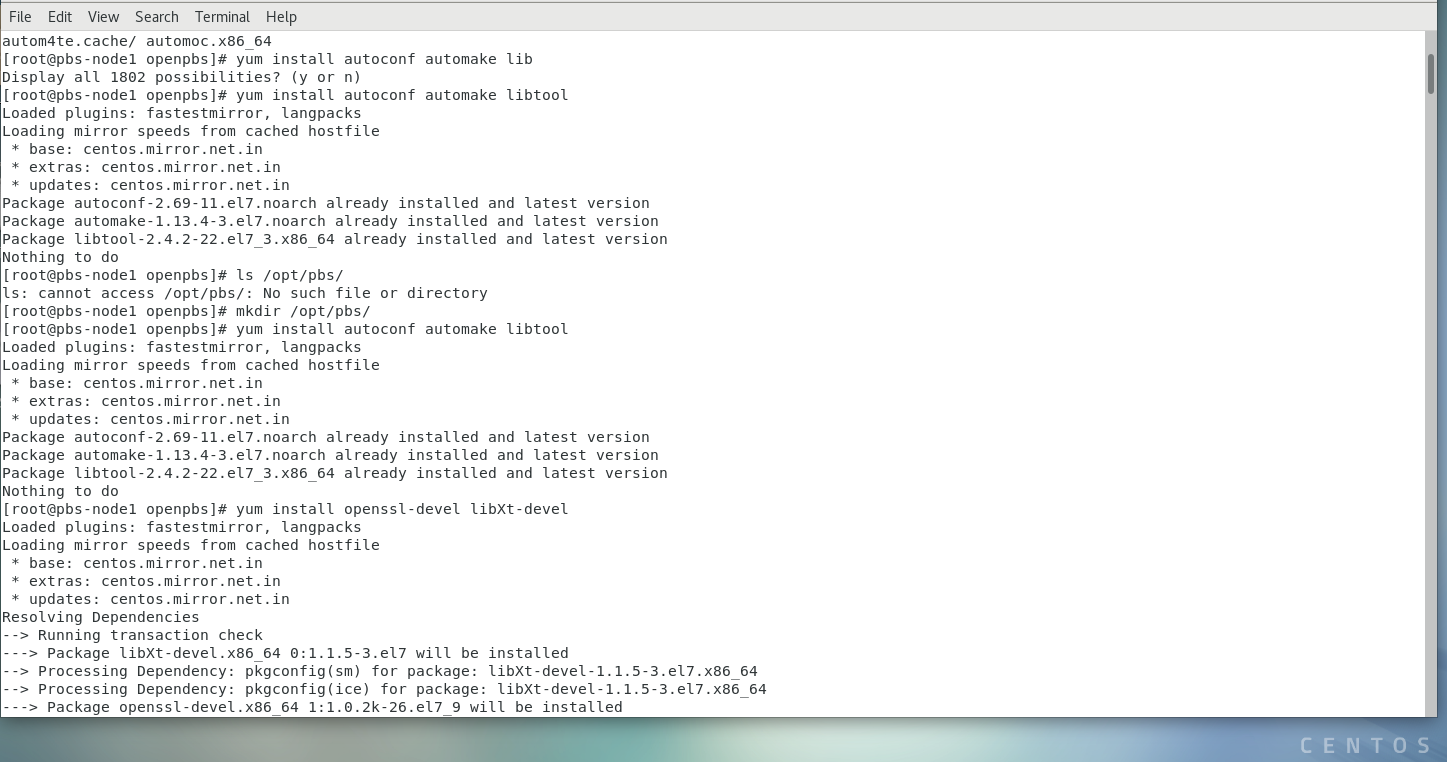 File Edit View Search Terminal Help
autom4te.cache/ automoc.x86_64
[root@pbs-node1 openpbs]# yum install autoconf automake lib
Display all 1802 possibilities? (y or n)
[root@pbs-node1 openpbs]# yum install autoconf automake libtool
Loaded plugins: fastestmirror, langpacks
Loading mirror speeds from cached hostfile
 * base: centos.mirror.net.in
 * extras: centos.mirror.net.in
 * updates: centos.mirror.net.in
Package autoconf-2.69-11.el7.noarch already installed and latest version
Package automake-1.13.4-3.el7.noarch already installed and latest version
Package libtool-2.4.2-22.el7_3.x86_64 already installed and latest version
Nothing to do
[root@pbs-node1 openpbs]# ls /opt/pbs/
ls: cannot access /opt/pbs/: No such file or directory
[root@pbs-node1 openpbs]# mkdir /opt/pbs/
[root@pbs-node1 openpbs]# yum install autoconf automake libtool
Loaded plugins: fastestmirror, langpacks
Loading mirror speeds from cached hostfile
 * base: centos.mirror.net.in
 * extras: centos.mirror.net.in
 * updates: centos.mirror.net.in
Package autoconf-2.69-11.el7.noarch already installed and latest version
Package automake-1.13.4-3.el7.noarch already installed and latest version
Package libtool-2.4.2-22.el7_3.x86_64 already installed and latest version
Nothing to do
[root@pbs-node1 openpbs]# yum install openssl-devel libXt-devel
Loaded plugins: fastestmirror, langpacks
Loading mirror speeds from cached hostfile
 * base: centos.mirror.net.in
 * extras: centos.mirror.net.in
 * updates: centos.mirror.net.in
Resolving Dependencies
--> Running transaction check
---> Package libXt-devel.x86_64 0:1.1.5-3.el7 will be installed
--> Processing Dependency: pkgconfig(sm) for package: libXt-devel-1.1.5-3.el7.x86_64
--> Processing Dependency: pkgconfig(ice) for package: libXt-devel-1.1.5-3.el7.x86_64
---> Package openssl-devel.x86_64 1:1.0.2k-26.el7_9 will be installed
CENTOS